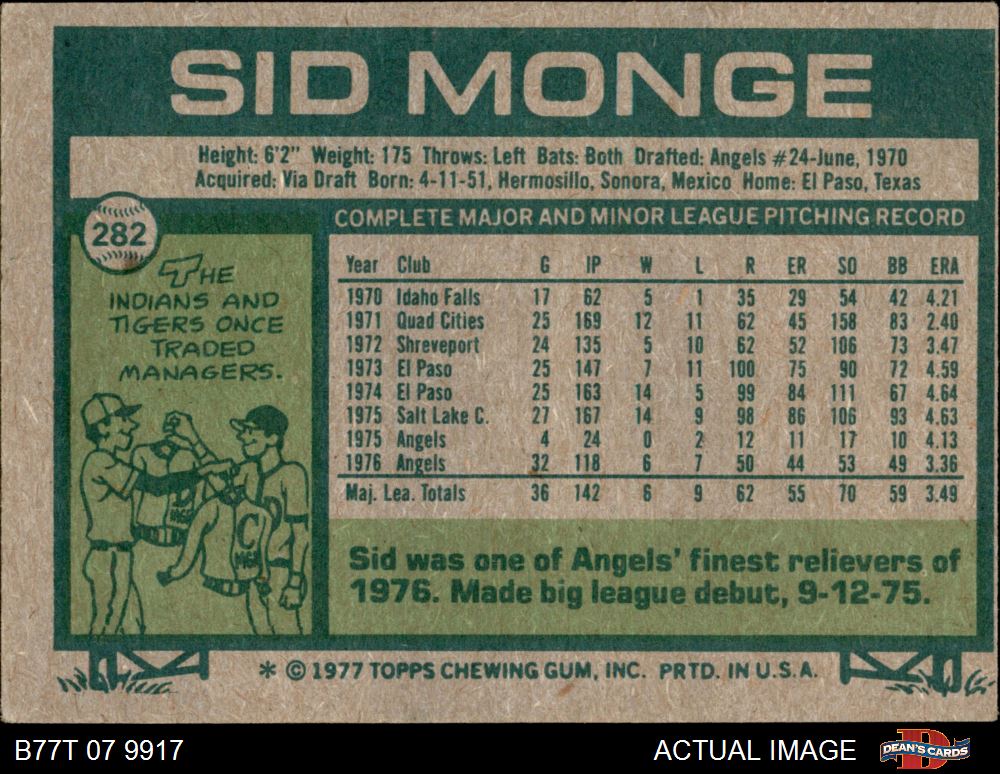 SID MONGE
Height: 6'2" Weight: 175 Throws: Left Bats: Both Drafted: Angels #24-June, 1970
Acquired: Via Draft Born: 4-11-51, Hermosillo, Sonora, Mexico Home: El Paso, Texas
282
THE
INDIANS AND
TIGERS ONCE
TRADED
MANAGERS.
C
MGR
COMPLETE MAJOR AND MINOR LEAGUE PITCHING RECORD
Year Club G IP W L R ER SO BB ERA
1970 Idaho Falls 17 62 5 1 35 29 54 42 4.21
1971 Quad Cities 25 169 12 11 62 45 158 83 2.40
1972 Shreveport 24 135 5 10 62 52 106 73 3.47
1973 El Paso 25 147 7 11 100 75 90 72 4.59
1974 El Paso 25 163 14 5 99 84 111 67 4.64
1975 Salt Lake C. 27 167 14 9 98 86 106 93 4.63
1975 Angels 4 24 0 2 12 11 17 10 4.13
1976 Angels 32 118 6 7 50 44 53 49 3.36
Maj. Lea. Totals 36 142 6 9 62 55 70 59 3.49
Sid was one of Angels' finest relievers of
1976. Made big league debut, 9-12-75.
* © 1977 TOPPS CHEWING GUM, INC. PRTD. IN U.S.A.
B77T 07 9917 ACTUAL IMAGE
DEAN'S CARDS